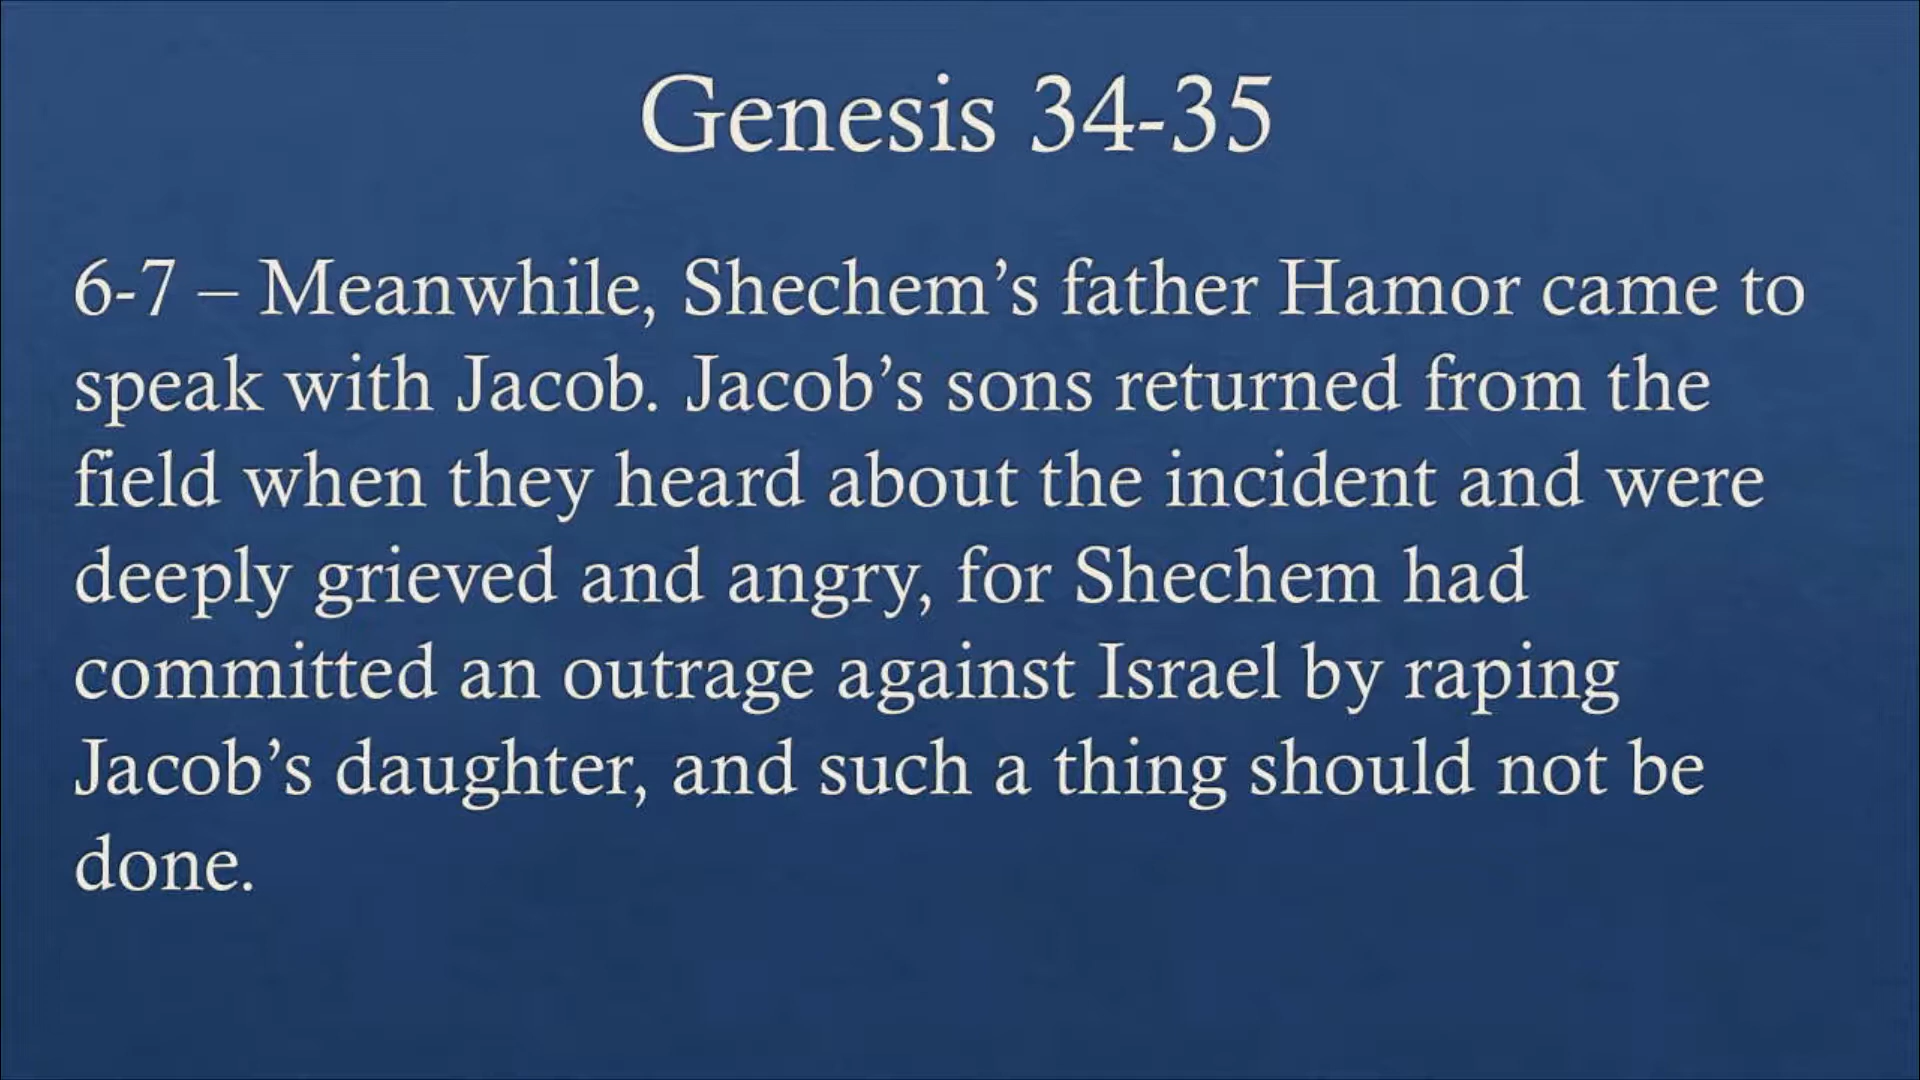 Genesis 34-35
6-7 – Meanwhile, Shechem’s father Hamor came to
speak with Jacob. Jacob’s sons returned from the
field when they heard about the incident and were
deeply grieved and angry, for Shechem had
committed an outrage against Israel by raping
Jacob’s daughter, and such a thing should not be
done.